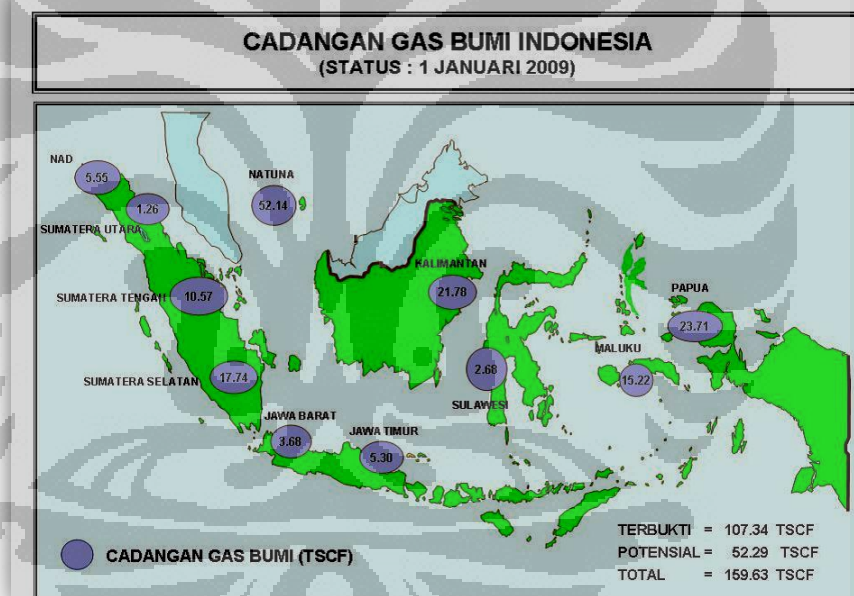 CADANGAN GAS BUMI INDONESIA
(STATUS : 1 JANUARI 2009)
NAD
5.55
NATUNA
52.14
1.26
SUMATERA UTARA
KALIMANTAN
21.78
SUMATERA TENGAH
10.57
PAPUA
23.71
MALUKU
15.22
2.68
SULAWESI
SUMATERA SELATAN
17.74
JAWA BARAT
3.68
JAWA TIMUR
5.30
TERBUKTI = 107.34 TSCF
POTENSIAL = 52.29 TSCF
TOTAL = 159.63 TSCF
CADANGAN GAS BUMI (TSCF)